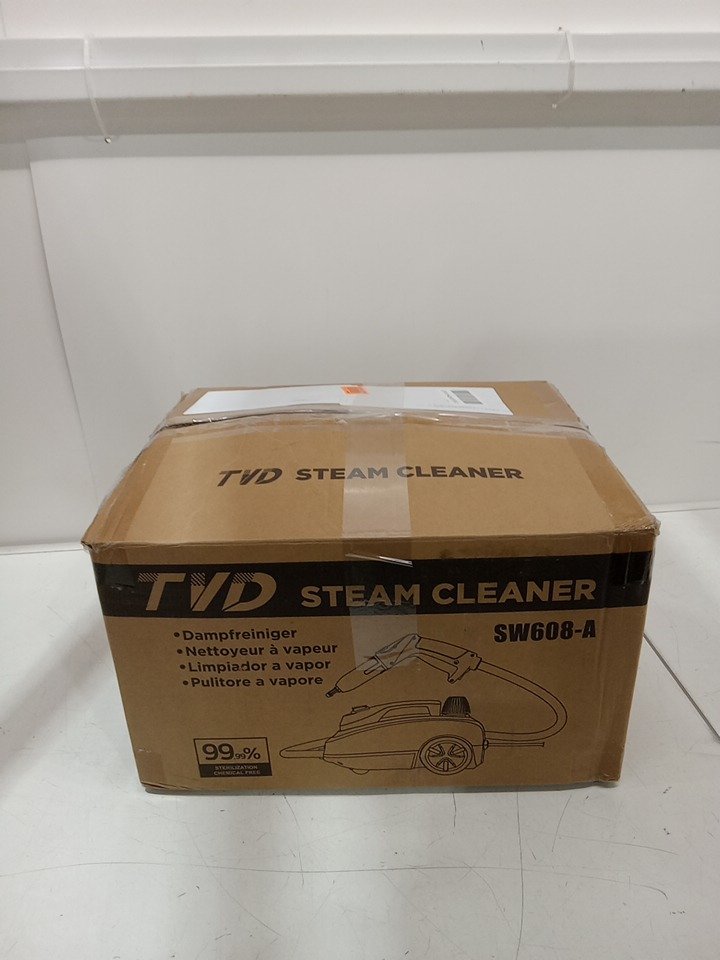 TVD STEAM CLEANER
TVD STEAM CLEANER
SW608-A
•Dampfreiniger
•Nettoyeur à vapeur
•Limpiador a vapor
•Pulitore a vapore
99.99%
STERILIZATION
CHEMICAL FREE